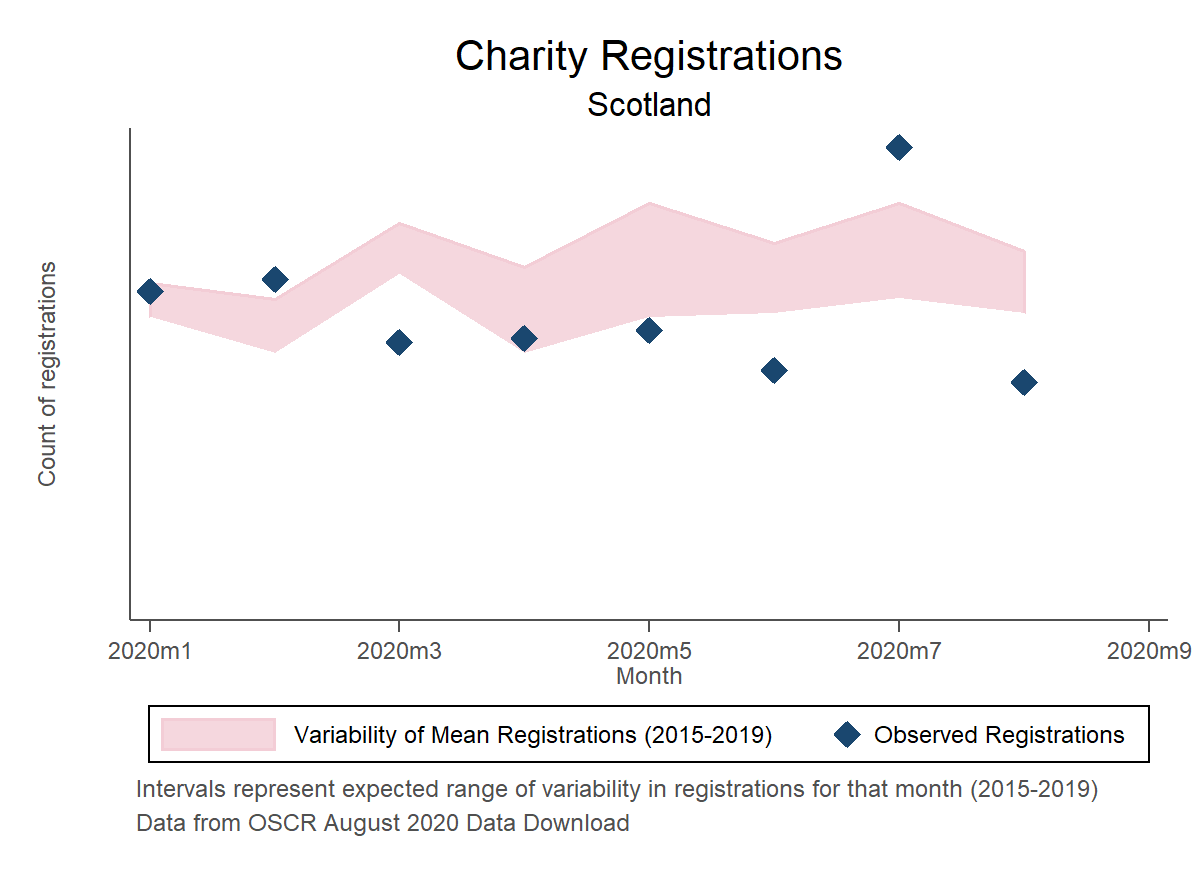 Charity Registrations
Scotland
Count of registrations
2020m1 2020m3 2020m5 2020m7 2020m9
Month
Variability of Mean Registrations (2015-2019) Observed Registrations
Intervals represent expected range of variability in registrations for that month (2015-2019)
Data from OSCR August 2020 Data Download